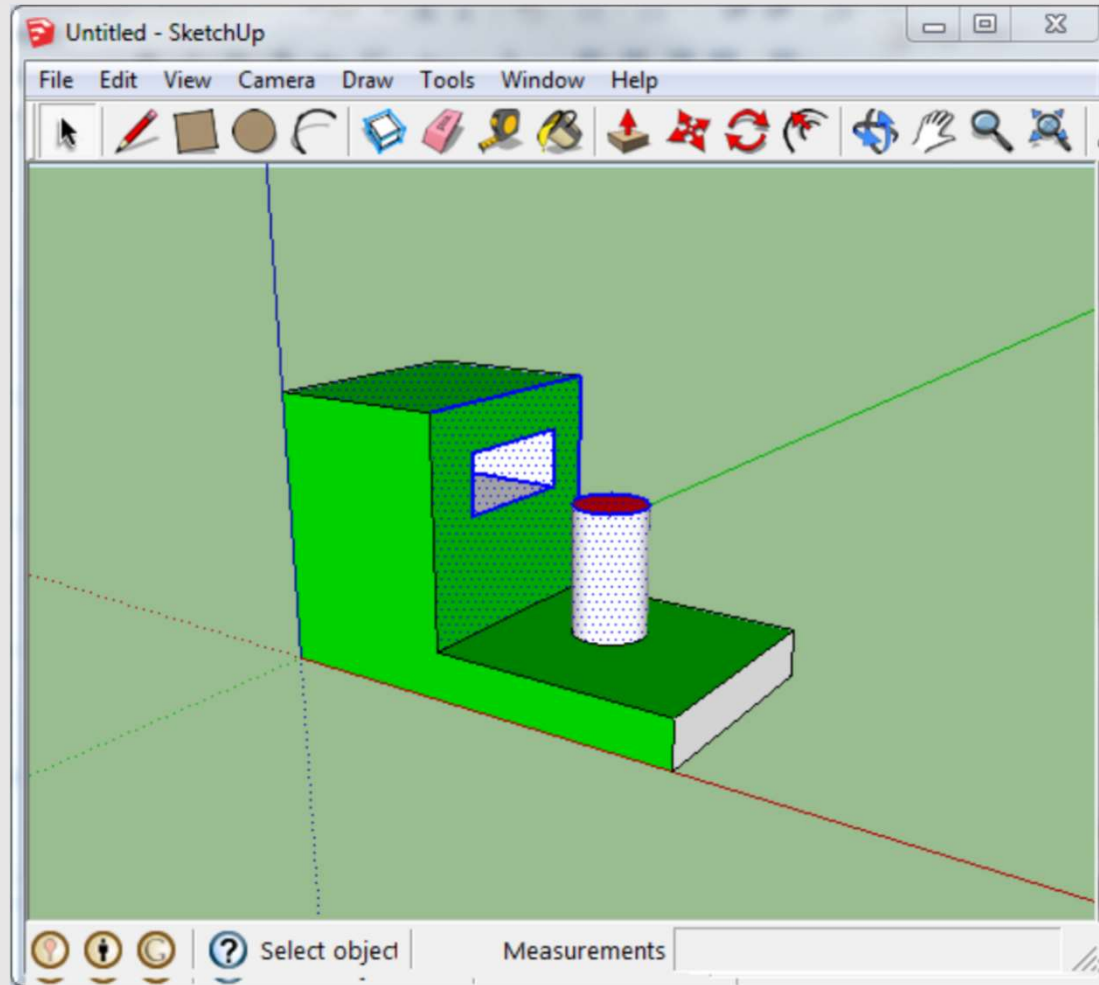 Untitled - SketchUp
File Edit View Camera Draw Tools Window Help
Select object
Measurements